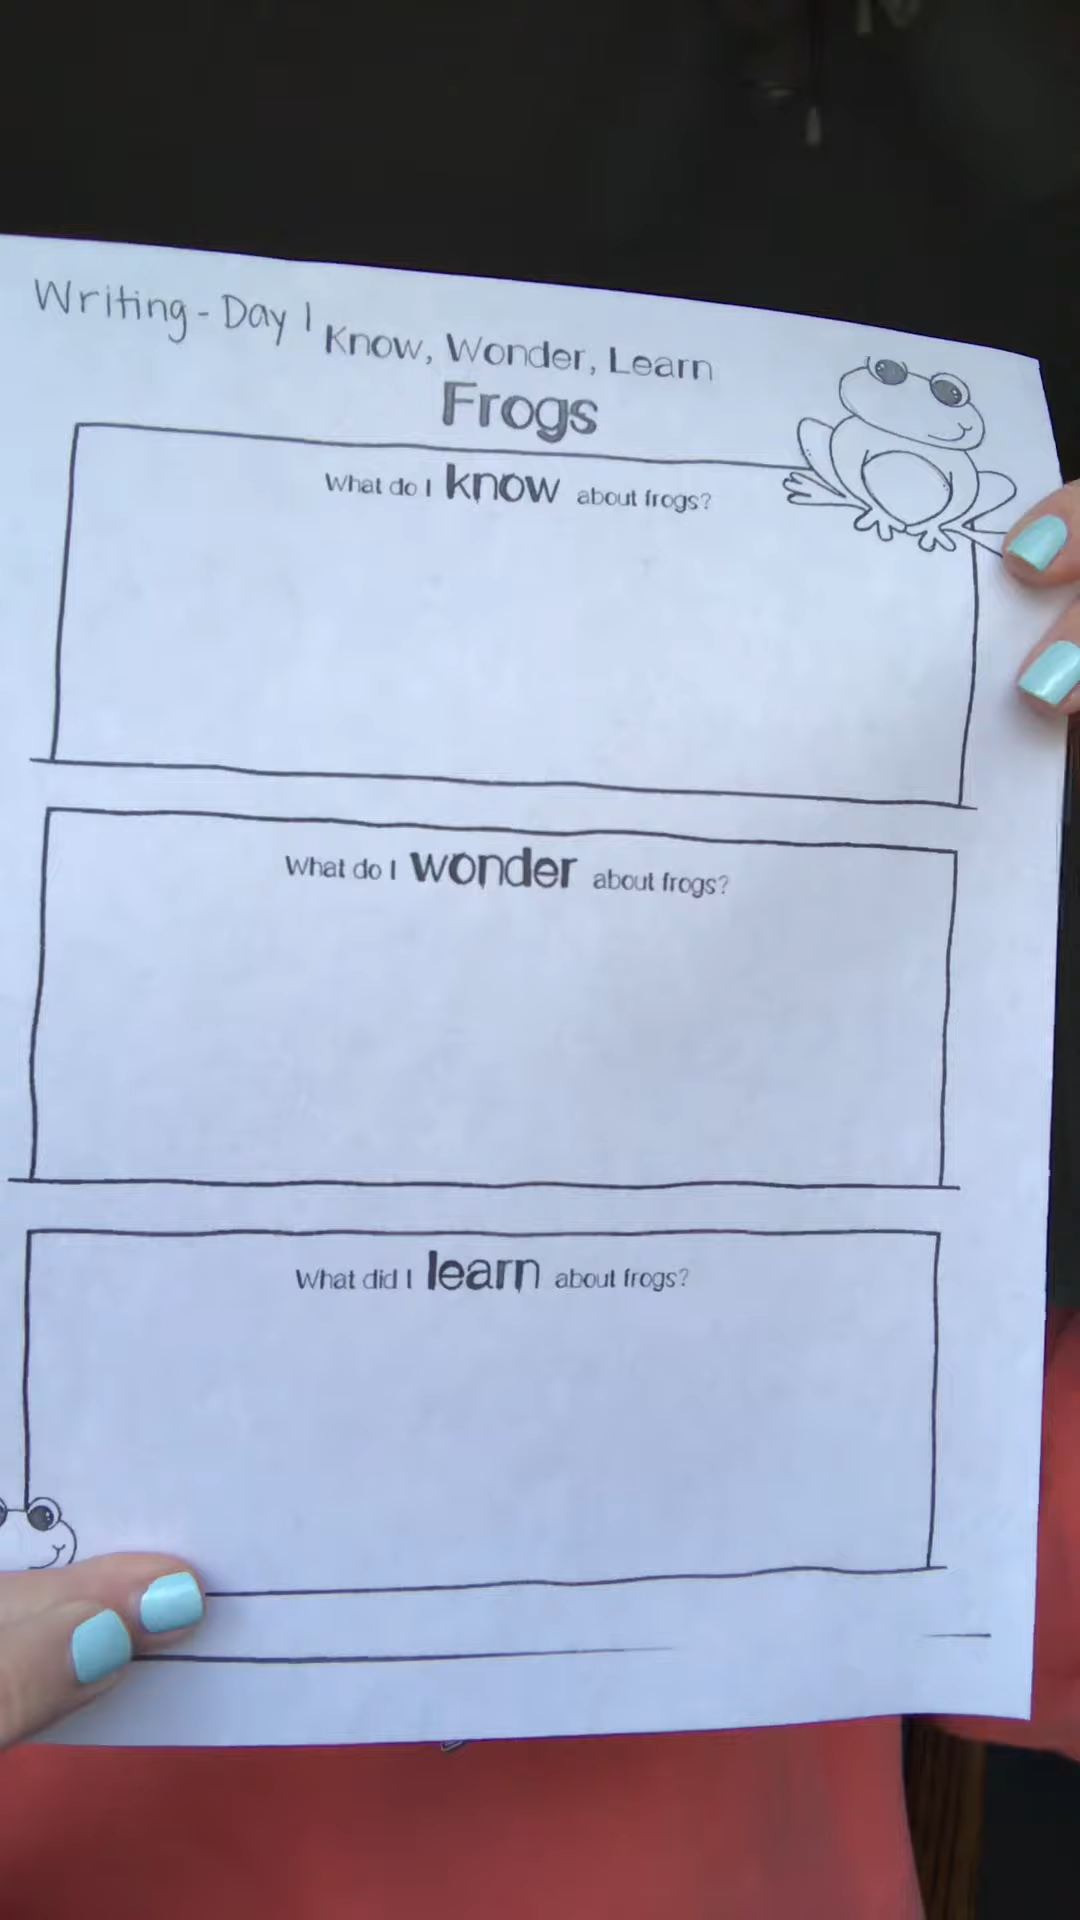 Writing - Day 1
Know, Wonder, Learn
Frogs
What do I know about frogs?
What do I wonder about frogs?
What did I learn about frogs?